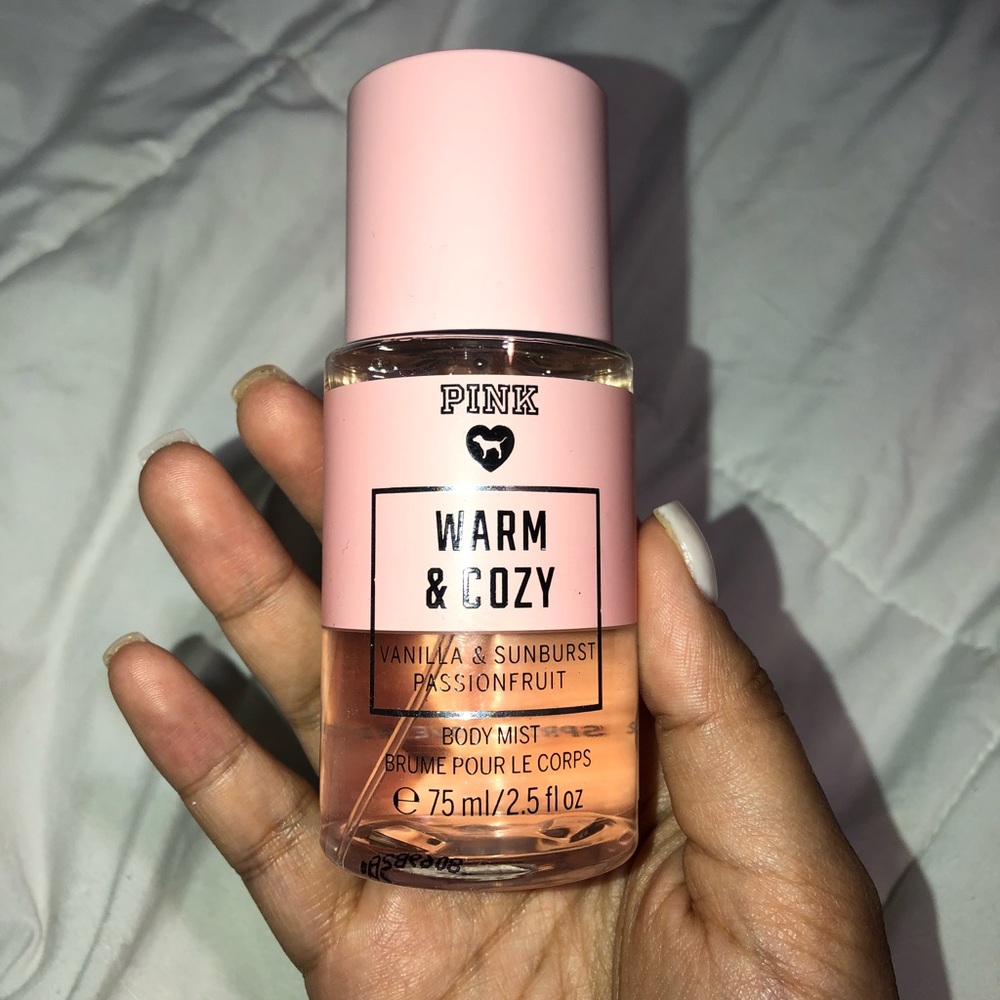 PINK
WARM
& COZY
VANILLA & SUNBURST
PASSIONFRUIT
BODY MIST
BRUME POUR LE CORPS
℮ 75 ml/2.5 fl oz